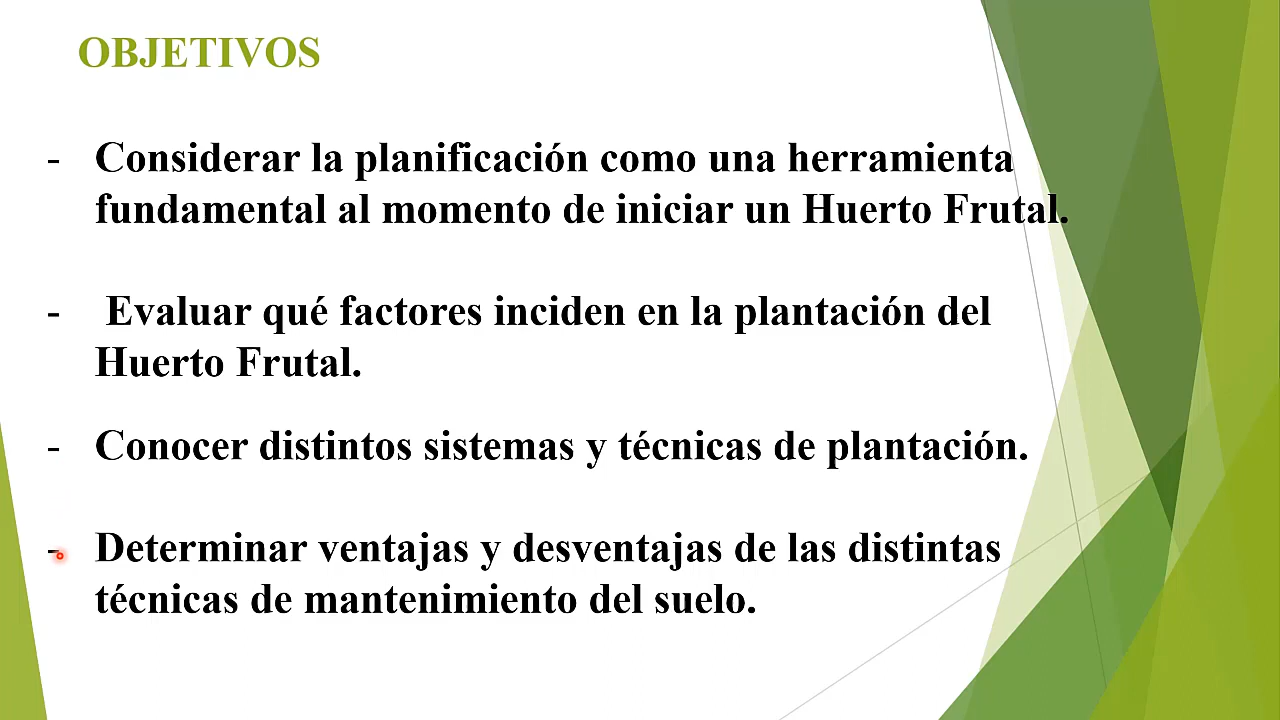 OBJETIVOS
- Considerar la planificación como una herramienta
fundamental al momento de iniciar un Huerto Frutal.
- Evaluar qué factores inciden en la plantación del
Huerto Frutal.
- Conocer distintos sistemas y técnicas de plantación.
- Determinar ventajas y desventajas de las distintas
técnicas de mantenimiento del suelo.